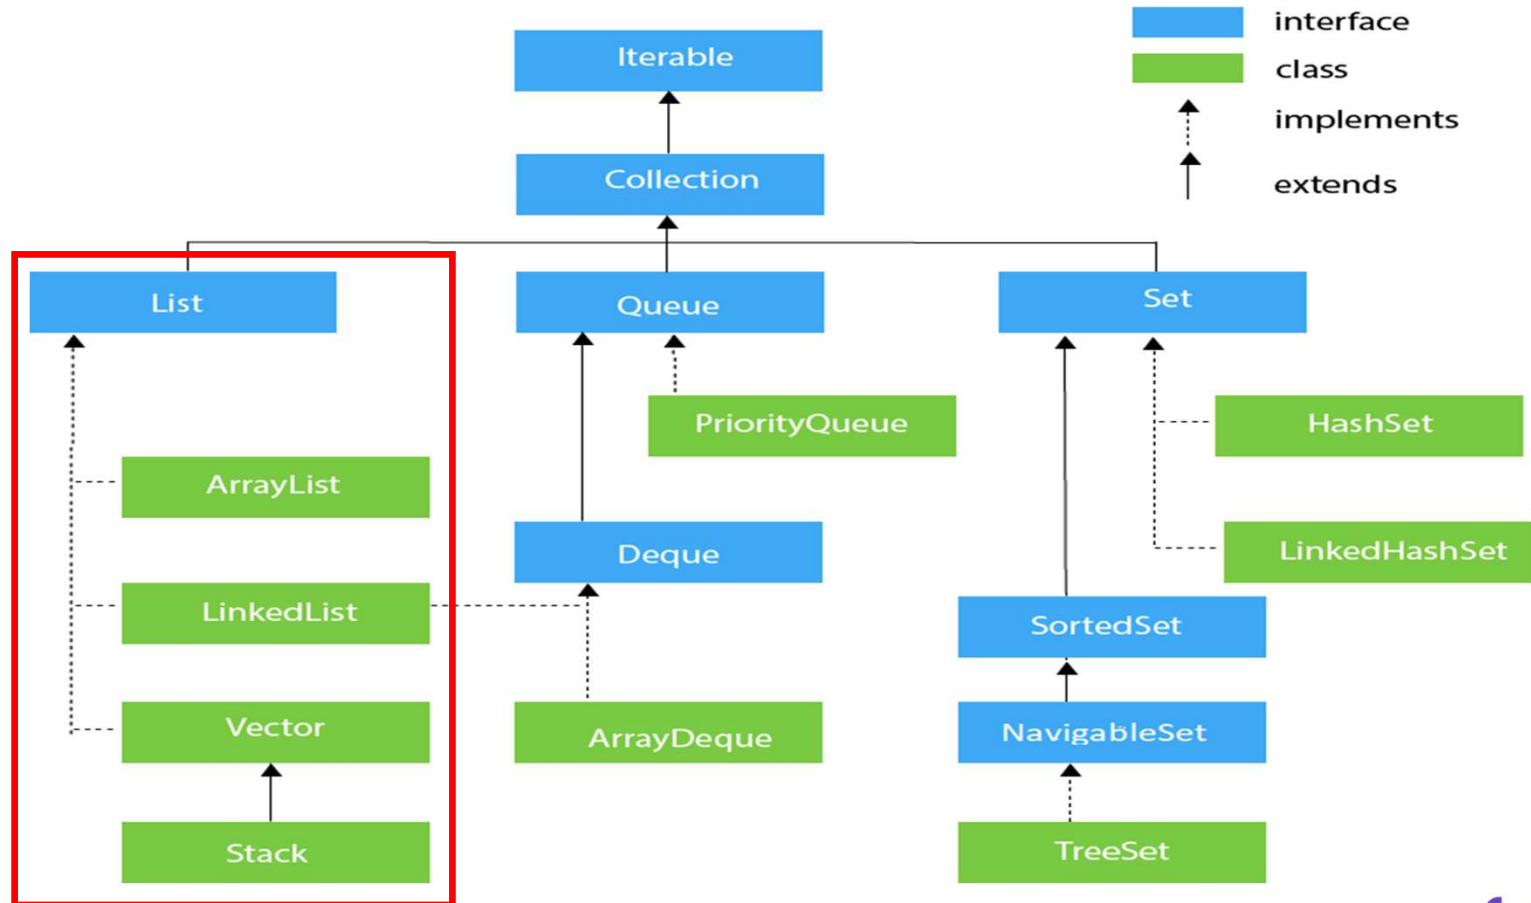 interface
Iterable
class
implements
Collection
extends
List
Queue
Set
PriorityQueue
HashSet
ArrayList
Deque
LinkedHashSet
LinkedList
SortedSet
Vector
ArrayDeque
NavigableSet
Stack
TreeSet